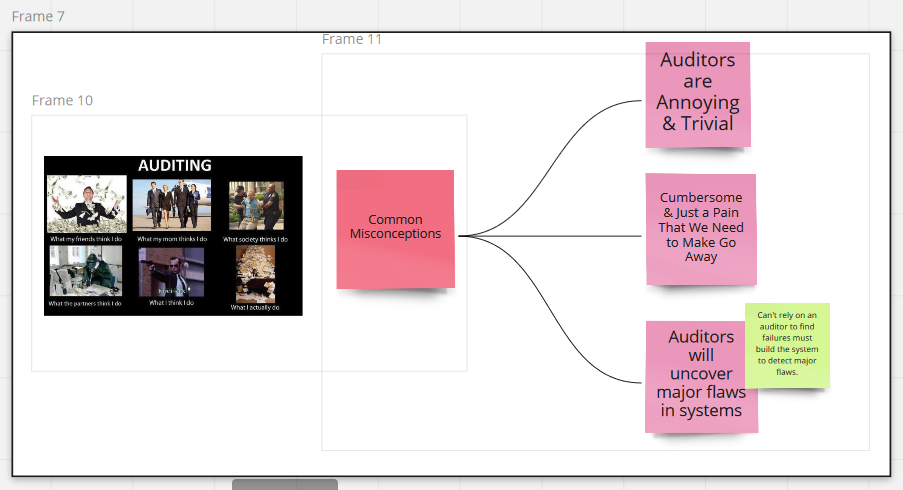 Frame 7
Frame 11
Frame 10
AUDITING
What my friends think I do
What my mom thinks I do
What society thinks I do
What the partners think I do
What I think I do
What I actually do
Common
Misconceptions
Auditors
are
Annoying
& Trivial
Cumbersome
& Just a Pain
That We Need
to Make Go
Away
Auditors
will
uncover
major flaws
in systems
Can't rely on an
auditor to find
failures must
build the system
to detect major
flaws.